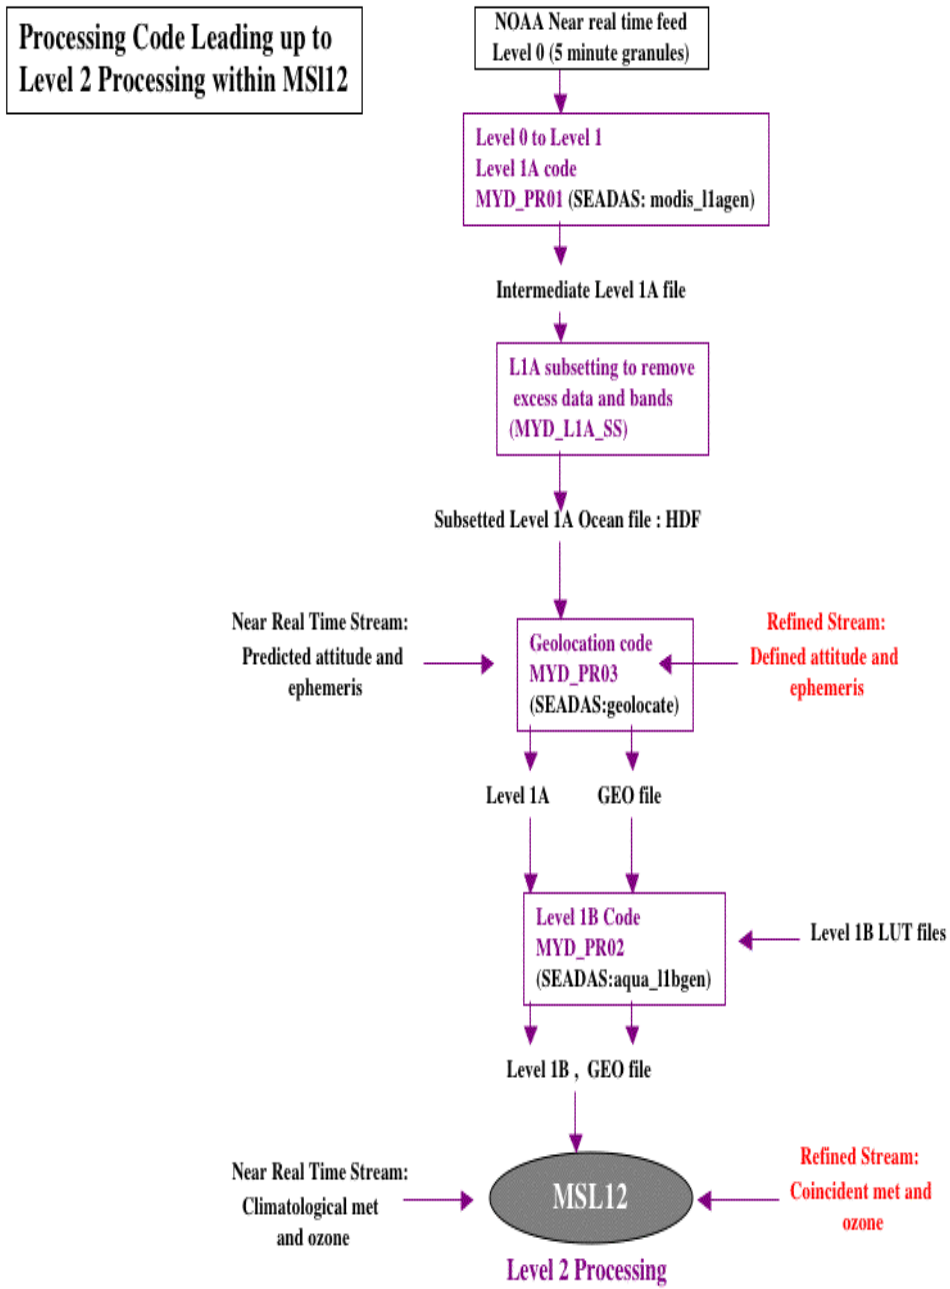 Processing Code Leading up to
Level 2 Processing within MSl12
NOAA Near real time feed
Level 0 (5 minute granules)
Level 0 to Level 1
Level 1A code
MYD_PR01 (SEADAS: modis_l1agen)
Intermediate Level 1A file
L1A subsetting to remove
excess data and bands
(MYD_L1A_SS)
Subsetted Level 1A Ocean file : HDF
Near Real Time Stream:
Predicted attitude and
ephemeris
Geolocation code
MYD_PR03
(SEADAS:geolocate)
Refined Stream:
Defined attitude and
ephemeris
Level 1A
GEO file
Level 1B Code
MYD_PR02
(SEADAS:aqua_l1bgen)
Level 1B LUT files
Level 1B , GEO file
Near Real Time Stream:
Climatological met
and ozone
MSL12
Refined Stream:
Coincident met and
ozone
Level 2 Processing